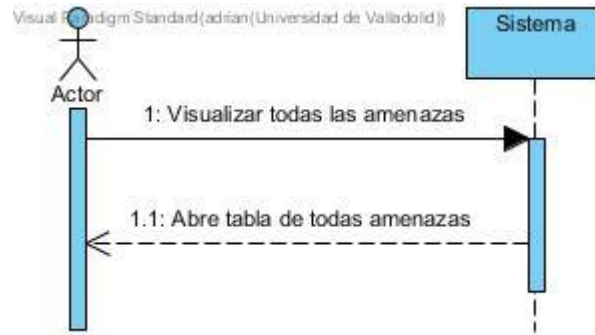 Visual Paradigm Standard(adrian(Universidad de Valladolid))
Sistema
Actor
1: Visualizar todas las amenazas
1.1: Abre tabla de todas amenazas